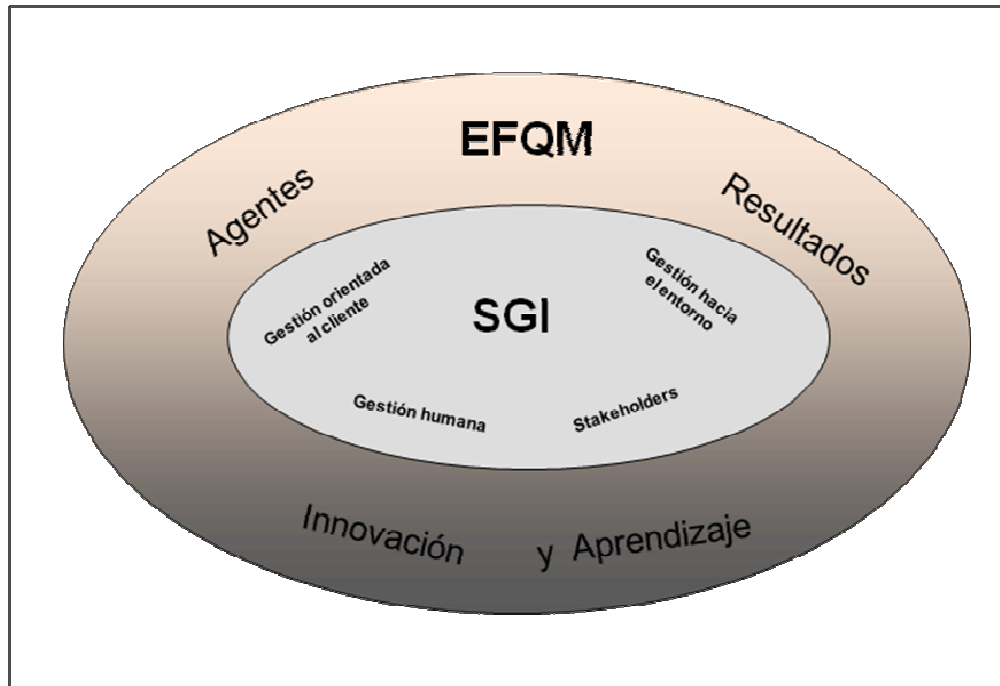 EFQM
Agentes
Resultados
Gestión orientada
al cliente
Gestión hacia
el entorno
SGI
Gestión humana
Stakeholders
Innovación y Aprendizaje